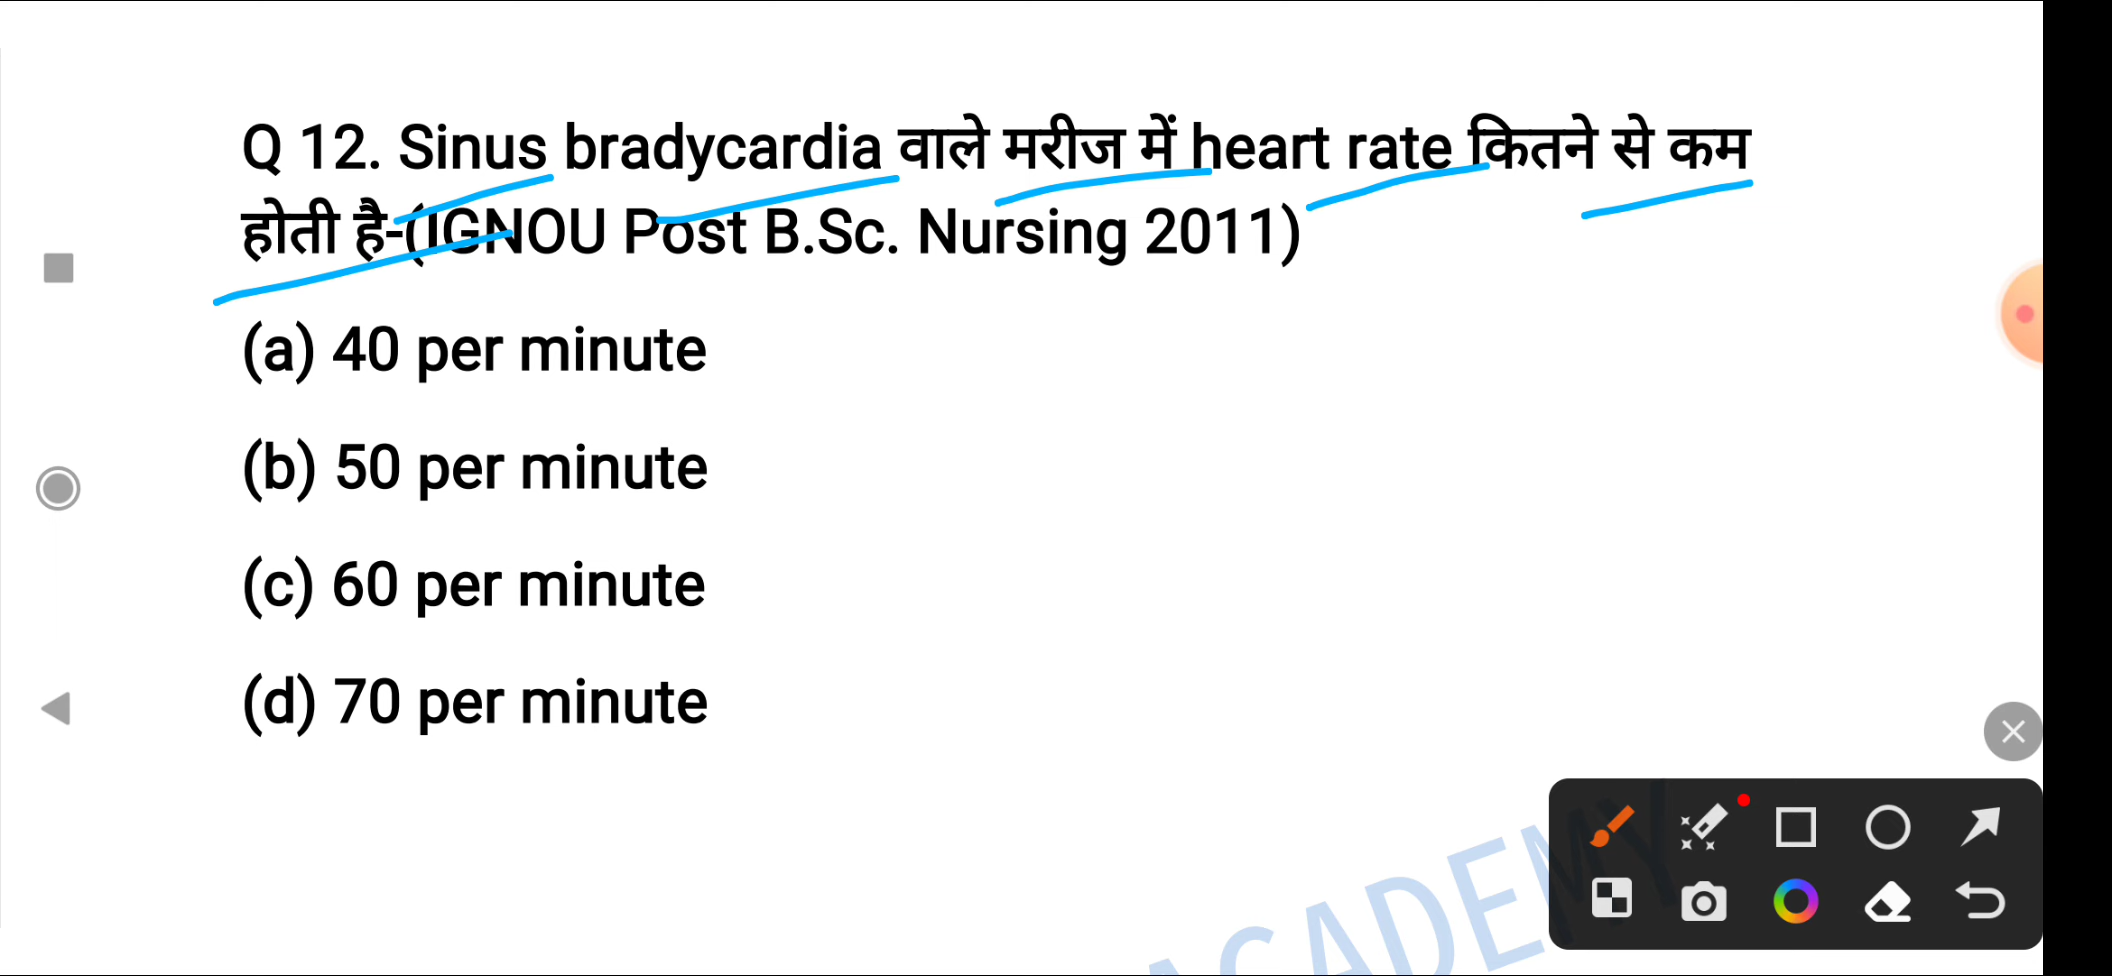 Q 12. Sinus bradycardia वाले मरीज में heart rate कितने से कम
होती है-(IGNOU Post B.Sc. Nursing 2011)
(a) 40 per minute
(b) 50 per minute
(c) 60 per minute
(d) 70 per minute
ACADEMY